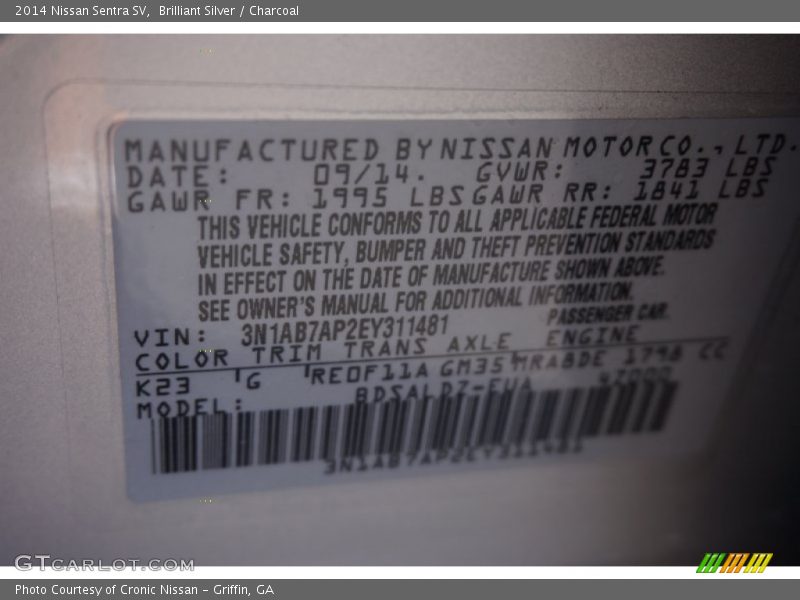 2014 Nissan Sentra SV, Brilliant Silver / Charcoal
MANUFACTURED BY NISSAN MOTOR CO., LTD.
DATE: 09/14. GVWR: 3783 LBS
GAWR FR: 1995 LBS GAWR RR: 1841 LBS
THIS VEHICLE CONFORMS TO ALL APPLICABLE FEDERAL MOTOR
VEHICLE SAFETY, BUMPER AND THEFT PREVENTION STANDARDS
IN EFFECT ON THE DATE OF MANUFACTURE SHOWN ABOVE.
SEE OWNER'S MANUAL FOR ADDITIONAL INFORMATION.
VIN: 3N1AB7AP2EY311481 PASSENGER CAR.
COLOR TRIM TRANS AXLE ENGINE
K23 G RE0F11A GM35 MRA8DE 1798 CC
MODEL: BDSALDZ-EUA
3N1AB7AP2EY311481
GTCARLOT.COM
Photo Courtesy of Cronic Nissan - Griffin, GA